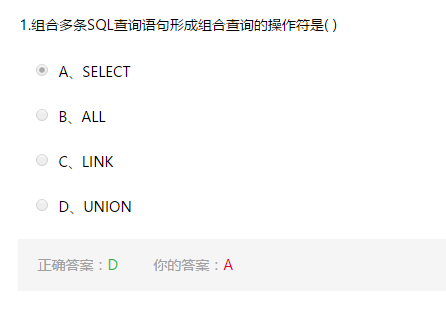 1.组合多条SQL查询语句形成组合查询的操作符是( )
A、SELECT
B、ALL
C、LINK
D、UNION
正确答案：D 你的答案：A